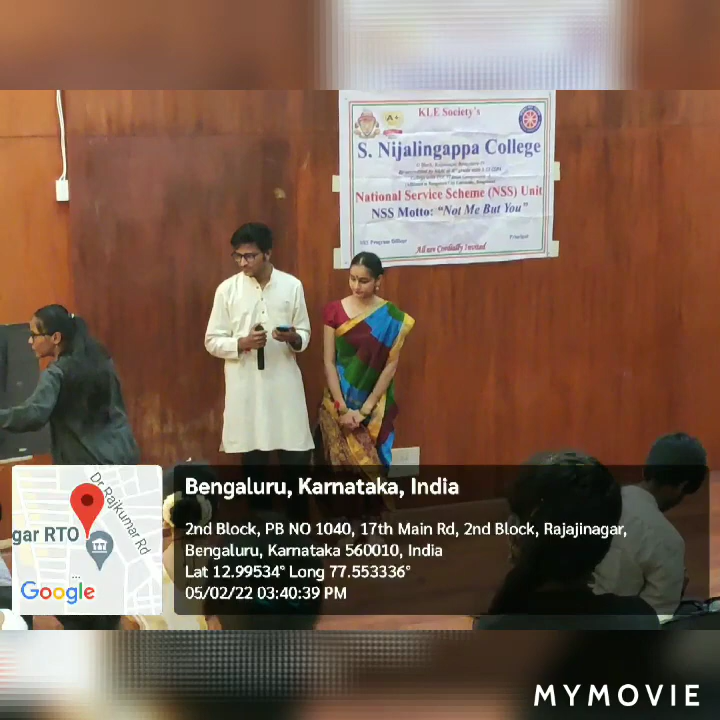 KLE Society's
A+
S. Nijalingappa College
National Service Scheme (NSS) Unit
NSS Motto: "Not Me But You"
NSS Program Officer
Principal
All are Cordially Invited
Dr Rajkumar Rd
gar RTO
Google
Bengaluru, Karnataka, India
2nd Block, PB NO 1040, 17th Main Rd, 2nd Block, Rajajinagar,
Bengaluru, Karnataka 560010, India
Lat 12.99534° Long 77.553336°
05/02/22 03:40:39 PM
MYMOVIE